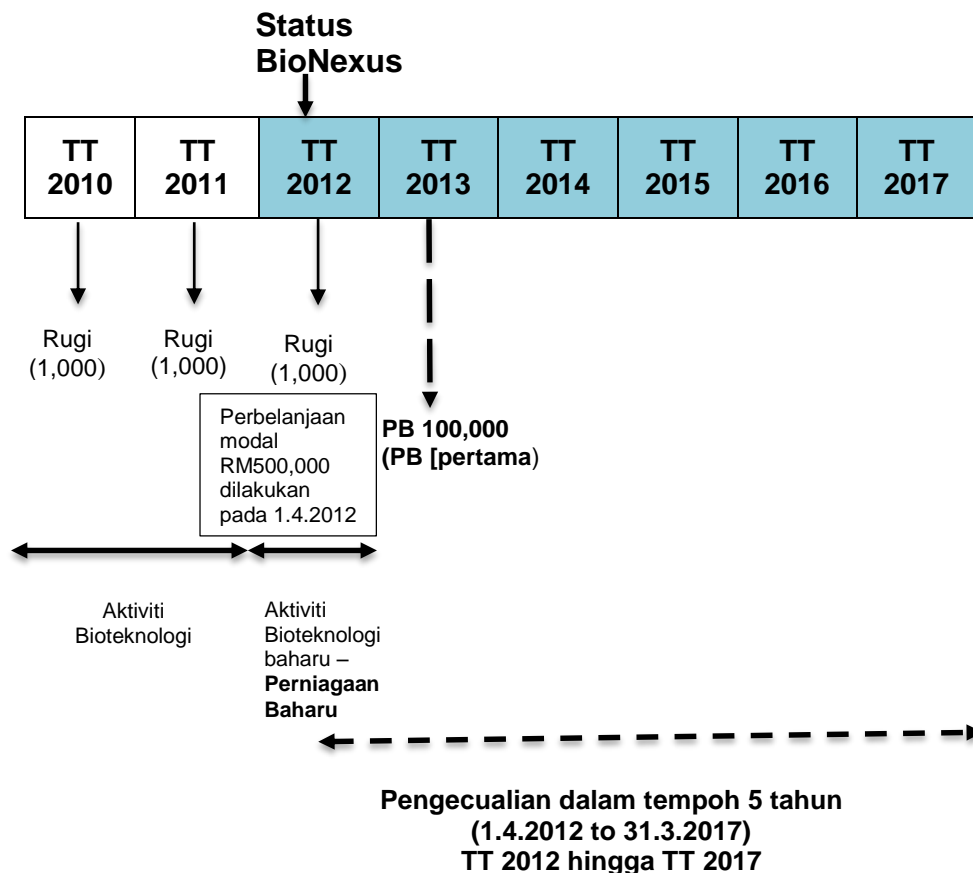 Status
BioNexus
TT
2010
TT
2011
TT
2012
TT
2013
TT
2014
TT
2015
TT
2016
TT
2017
Rugi
(1,000)
Rugi
(1,000)
Rugi
(1,000)
Perbelanjaan
modal
RM500,000
dilakukan
pada 1.4.2012
PB 100,000
(PB [pertama)
Aktiviti
Bioteknologi
Aktiviti
Bioteknologi
baharu –
Perniagaan
Baharu
Pengecualian dalam tempoh 5 tahun
(1.4.2012 to 31.3.2017)
TT 2012 hingga TT 2017